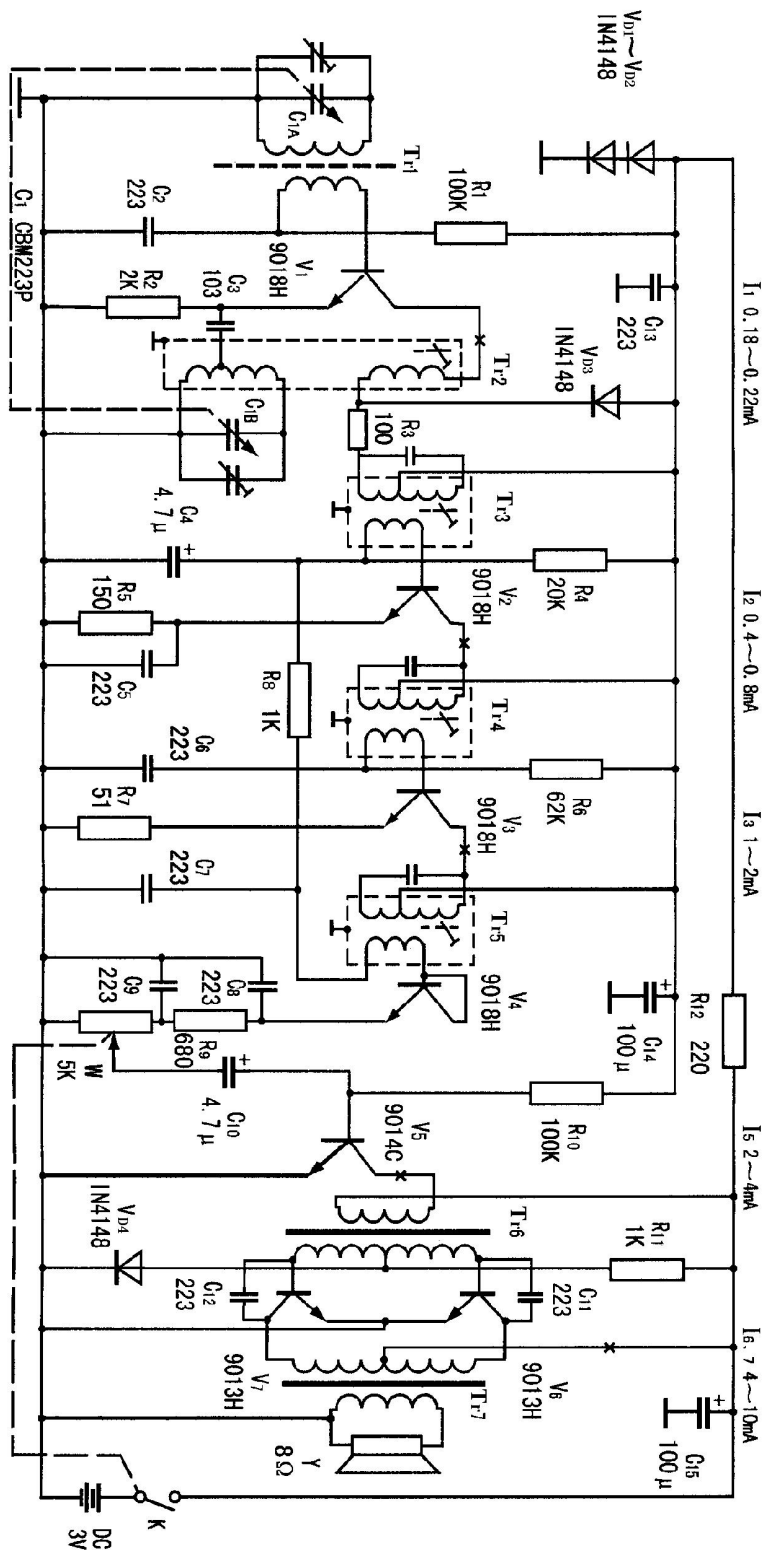 VD1~VD2
IN4148
I1 0.18~0.22mA
I2 0.4~0.8mA
I3 1~2mA
I5 2~4mA
I6.7 4~10mA
R12 220
C13
223
VD3
IN4148
C14
100μ
C15
100μ
R1
100K
R4
20K
R6
62K
R10
100K
R11
1K
C1A
Tr1
V1
9018H
Tr2
R3
100
Tr3
V2
9018H
Tr4
V3
9018H
Tr5
V4
9018H
V5
9014C
Tr6
C11
223
V6
9013H
C12
223
V7
9013H
Tr7
Y
8Ω
C2
223
C3
103
R2
2K
C1B
C4
4.7μ
R5
150
C5
223
R8
1K
C6
223
R7
51
C7
223
C8
223
C9
223
R9
680
W
5K
C10
4.7μ
VD4
IN4148
K
DC
3V
C1 CBM223P